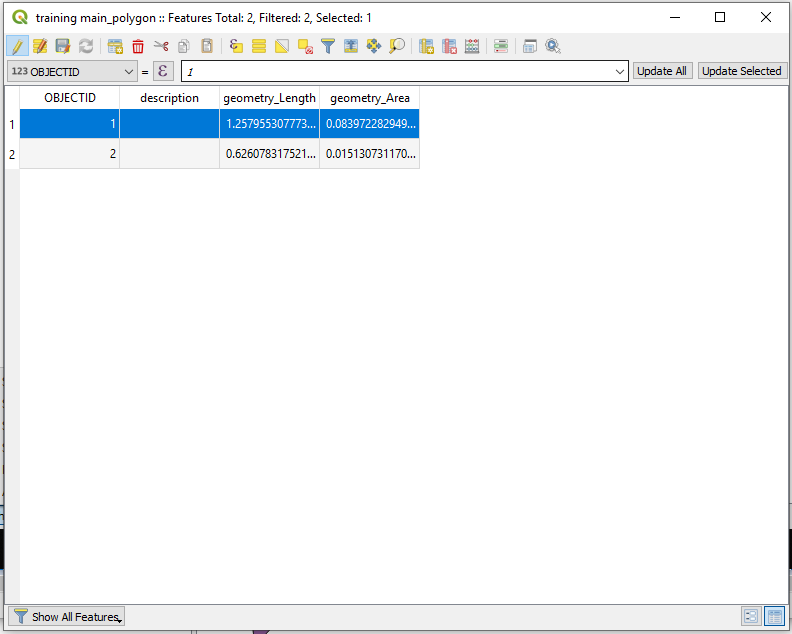 training main_polygon :: Features Total: 2, Filtered: 2, Selected: 1
123 OBJECTID = ε 1 Update All Update Selected
OBJECTID description geometry_Length geometry_Area
1 1 1.257955307773... 0.083972282949...
2 2 0.626078317521... 0.015130731170...
Show All Features